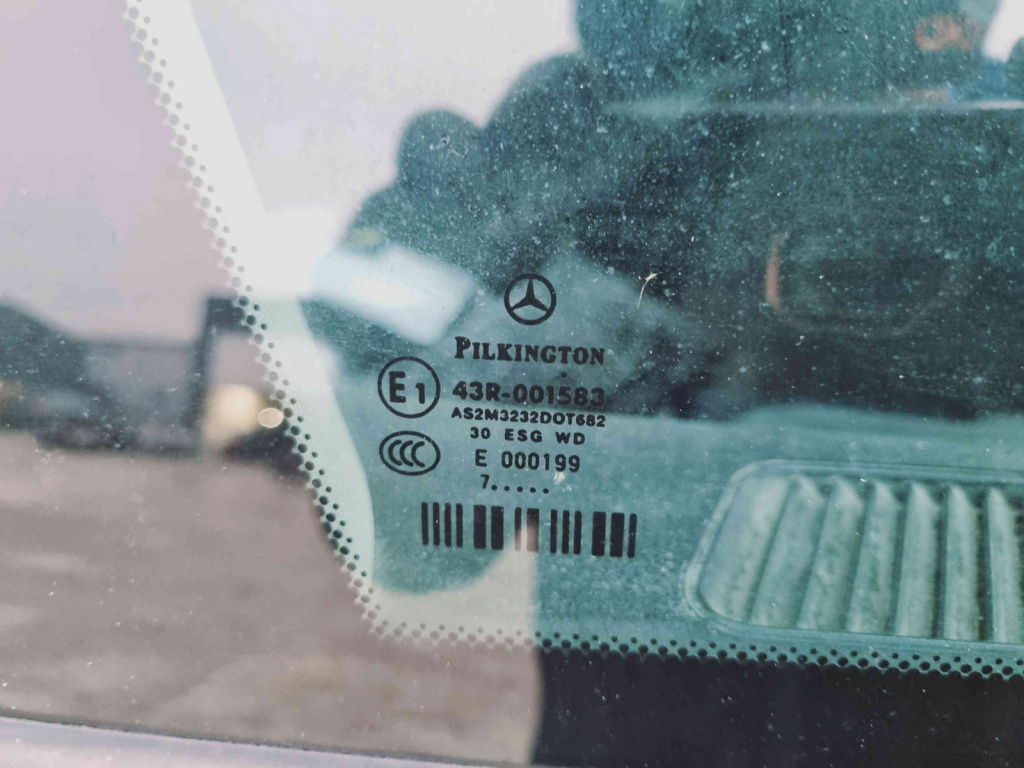 PILKINGTON
E1 43R-001583
AS2M3232DOT682
30 ESG WD
CCC E 000199
7.....